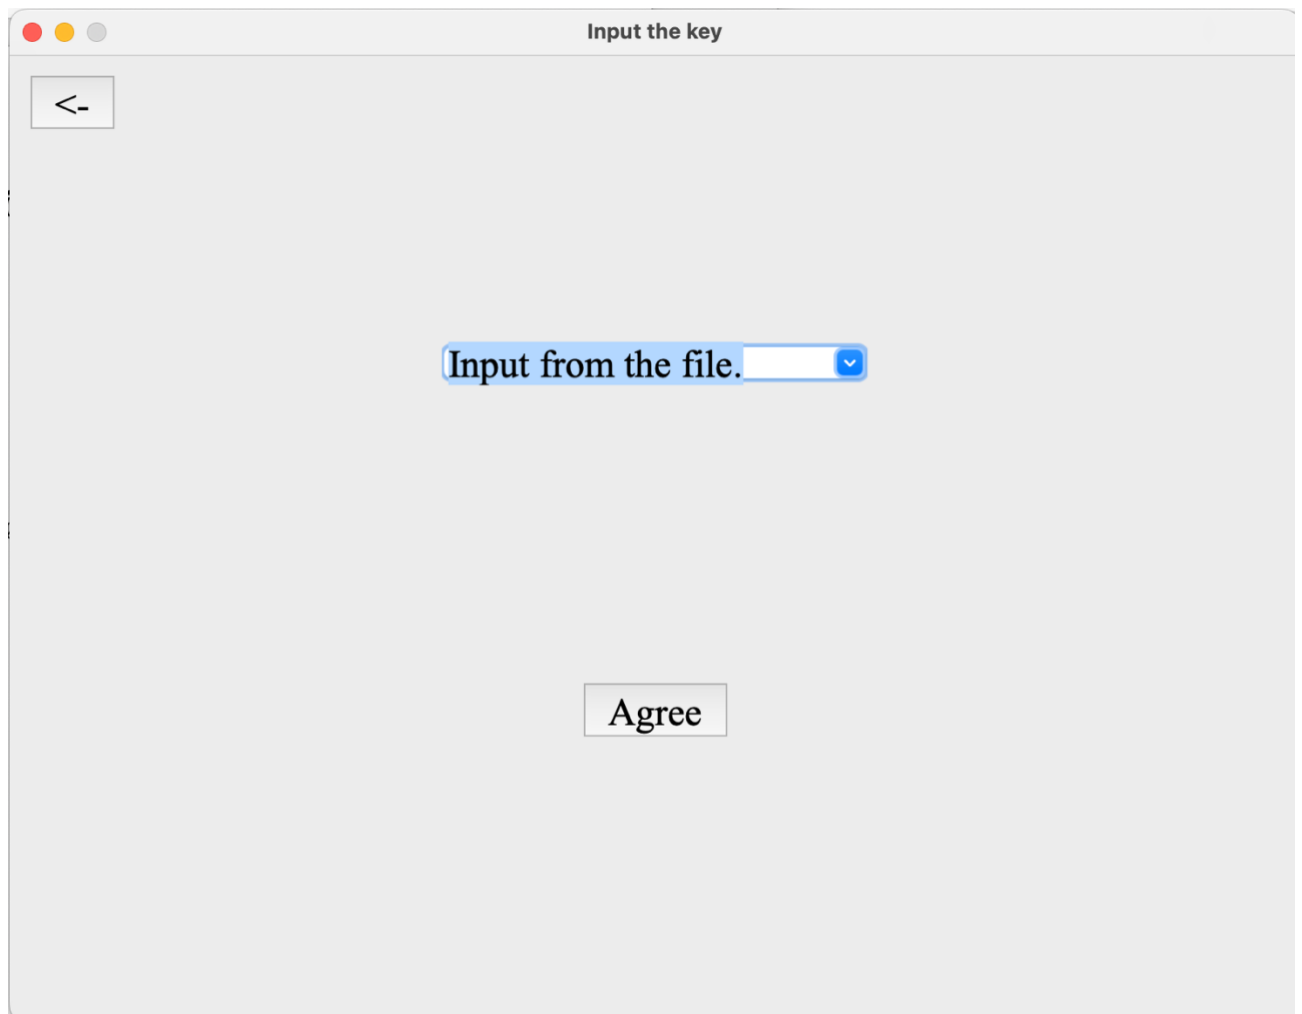 Input the key
<-
Input from the file.
Agree